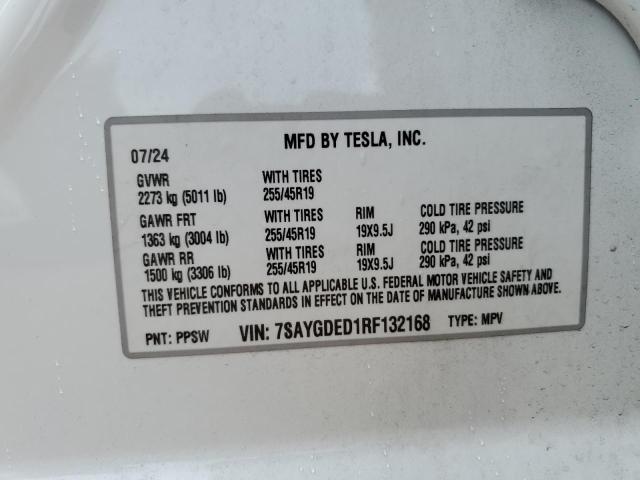 MFD BY TESLA, INC.
07/24
GVWR WITH TIRES
2273 kg (5011 lb) 255/45R19
GAWR FRT WITH TIRES RIM COLD TIRE PRESSURE
1363 kg (3004 lb) 255/45R19 19X9.5J 290 kPa, 42 psi
GAWR RR WITH TIRES RIM COLD TIRE PRESSURE
1500 kg (3306 lb) 255/45R19 19X9.5J 290 kPa, 42 psi
THIS VEHICLE CONFORMS TO ALL APPLICABLE U.S. FEDERAL MOTOR VEHICLE SAFETY AND
THEFT PREVENTION STANDARDS IN EFFECT ON THE DATE OF MANUFACTURE SHOWN ABOVE.
PNT: PPSW VIN: 7SAYGDED1RF132168 TYPE: MPV